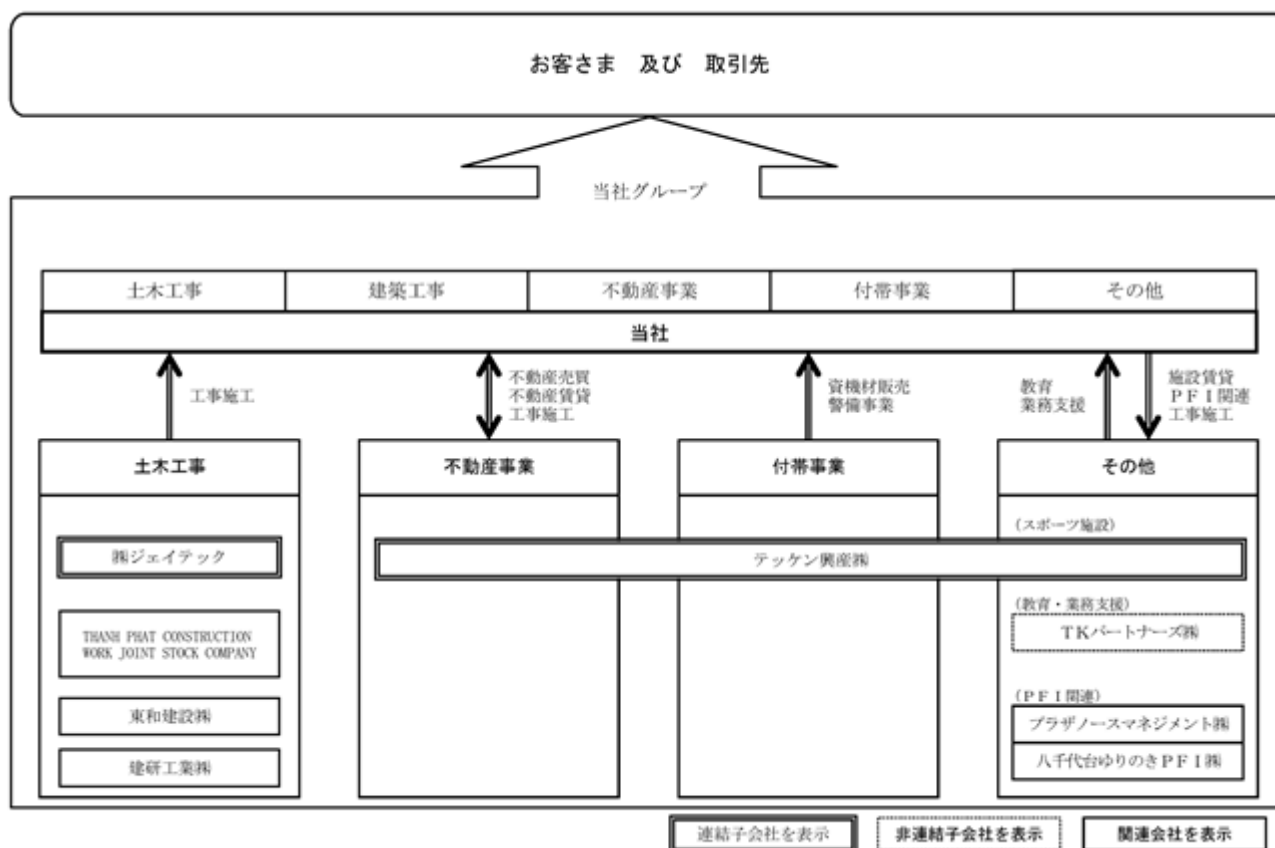 お客さま 及び 取引先
当社グループ
土木工事 建築工事 不動産事業 付帯事業 その他
当社
工事施工
不動産売買
不動産賃貸
工事施工
資機材販売
警備事業
教育
業務支援
施設賃貸
ＰＦＩ関連
工事施工
土木工事 不動産事業 付帯事業 その他
(スポーツ施設)
㈱ジェイテック
テッケン興産㈱
(教育・業務支援)
ＴＫパートナーズ㈱
THANH PHAT CONSTRUCTION
WORK JOINT STOCK COMPANY
(ＰＦＩ関連)
東和建設㈱
プラザノースマネジメント㈱
建研工業㈱
八千代台ゆりのきＰＦＩ㈱
連結子会社を表示 非連結子会社を表示 関連会社を表示